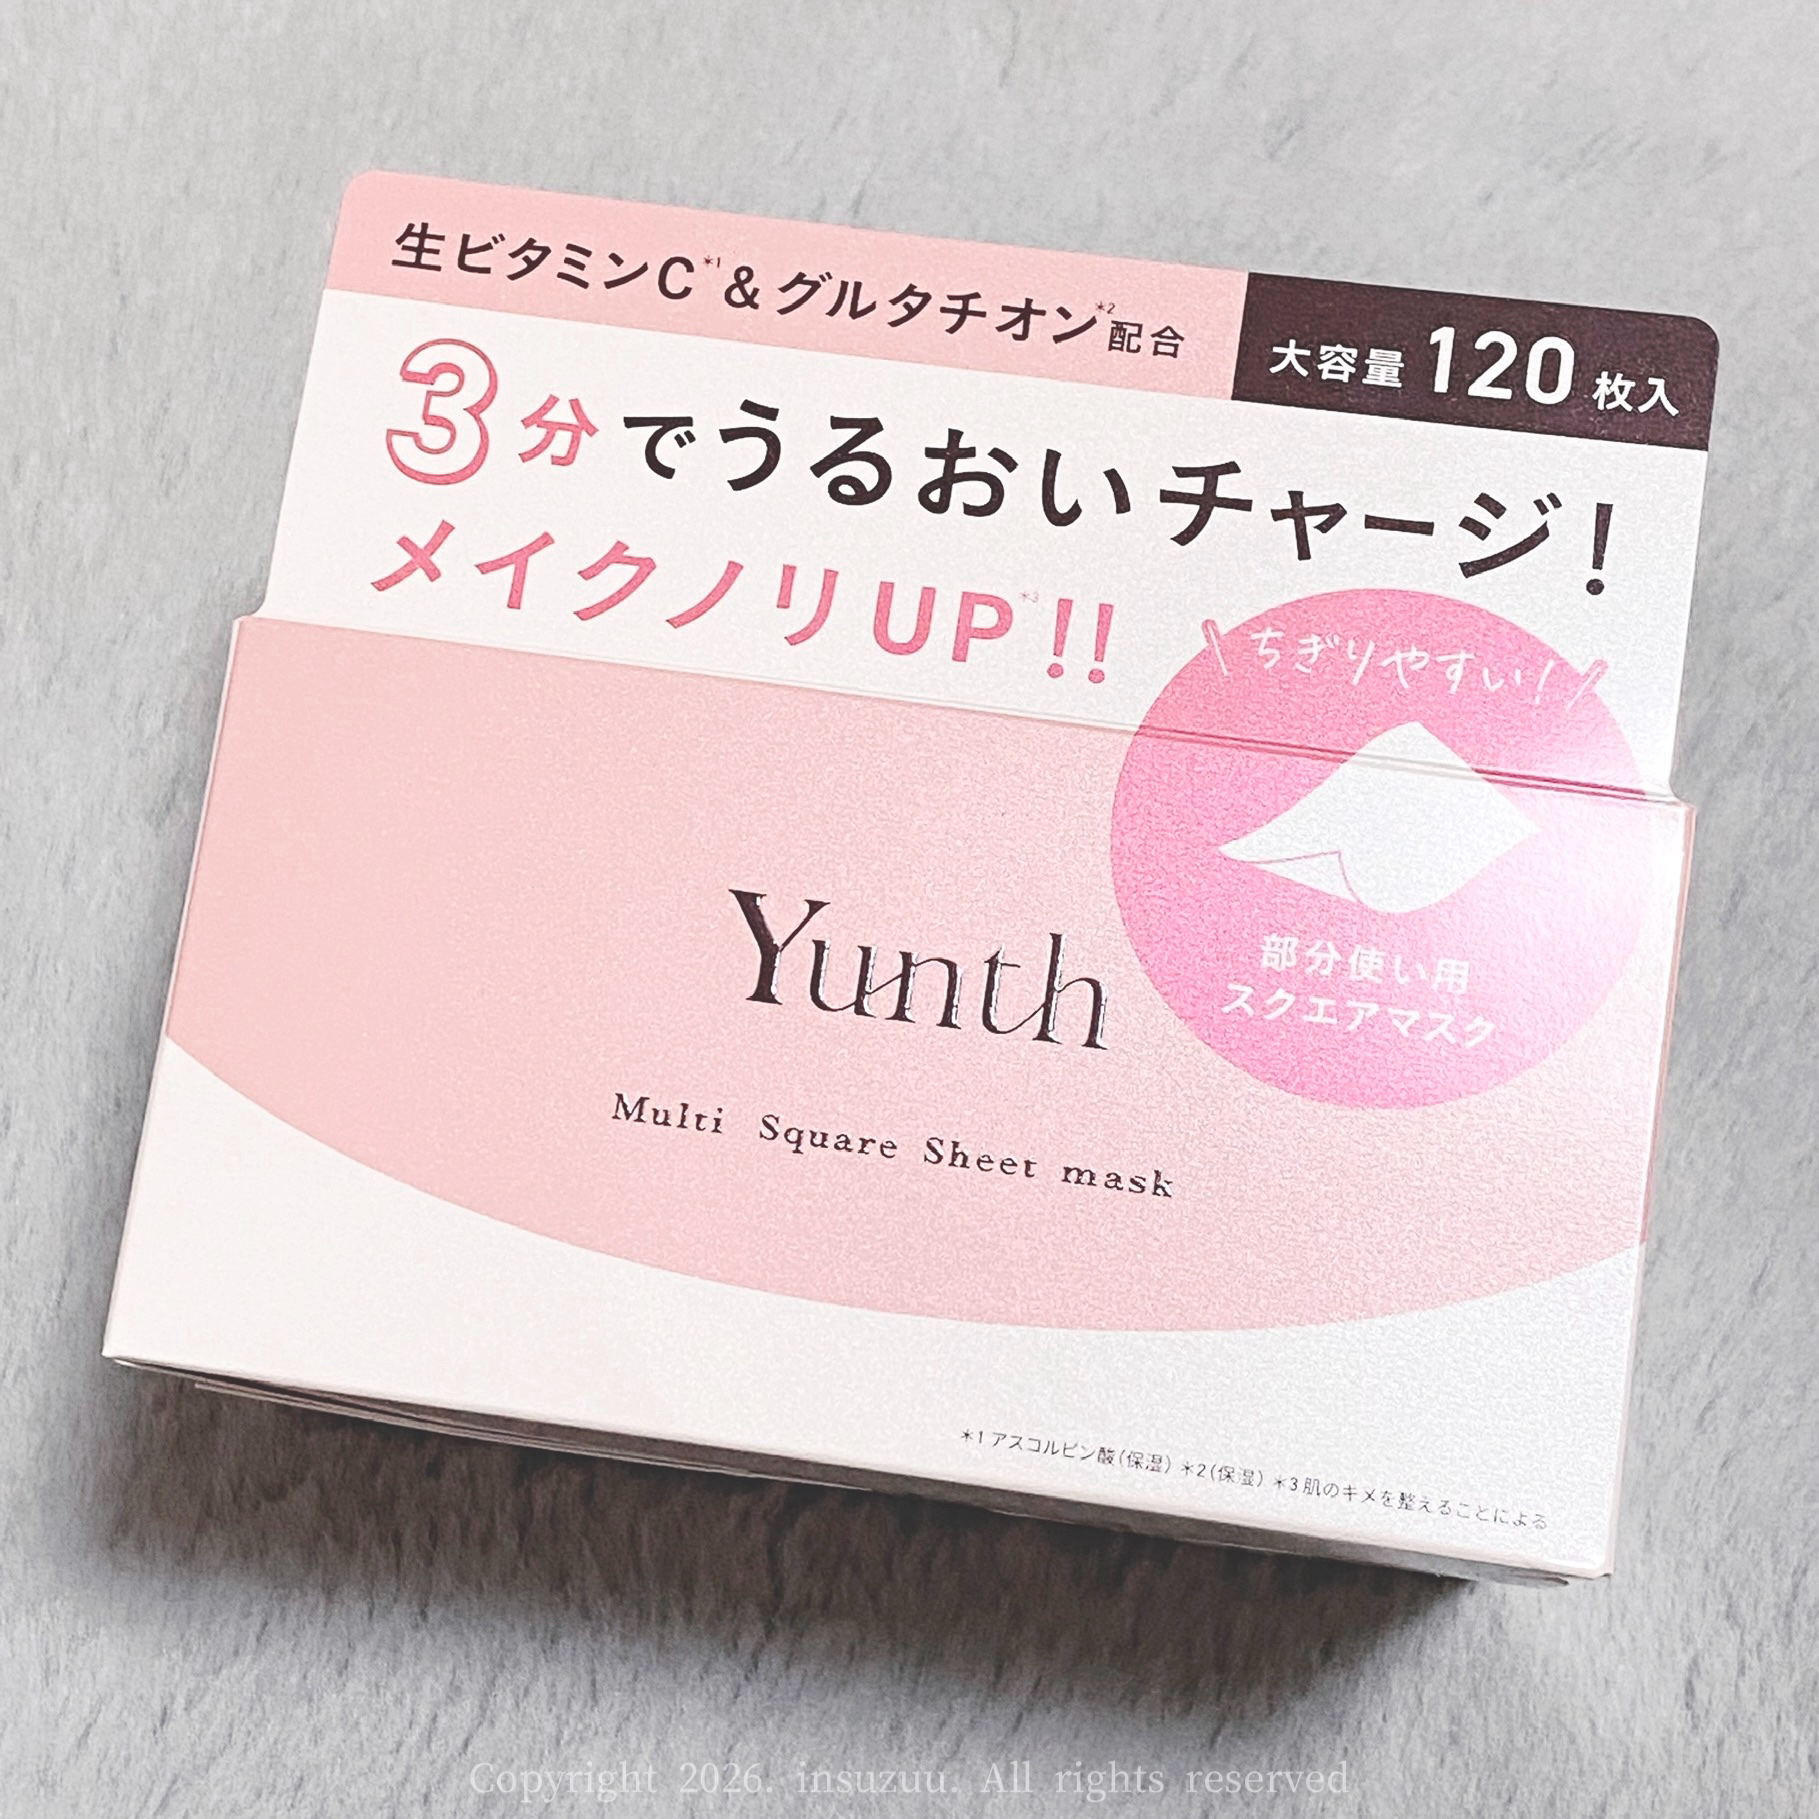 生ビタミンC*1&グルタチオン*2配合
大容量120枚入
3分でうるおいチャージ!
メイクノリUP*3!!
\ちぎりやすい!/
部分使い用
スクエアマスク
Yunth
Multi Square Sheet mask
*1 アスコルビン酸(保湿) *2(保湿) *3 肌のキメを整えることによる
Copyright 2026. insuzuu. All rights reserved